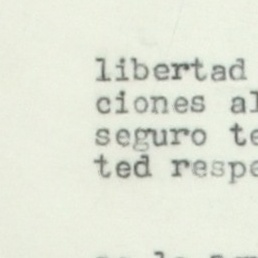 libertad
ciones al
seguro te
ted respe